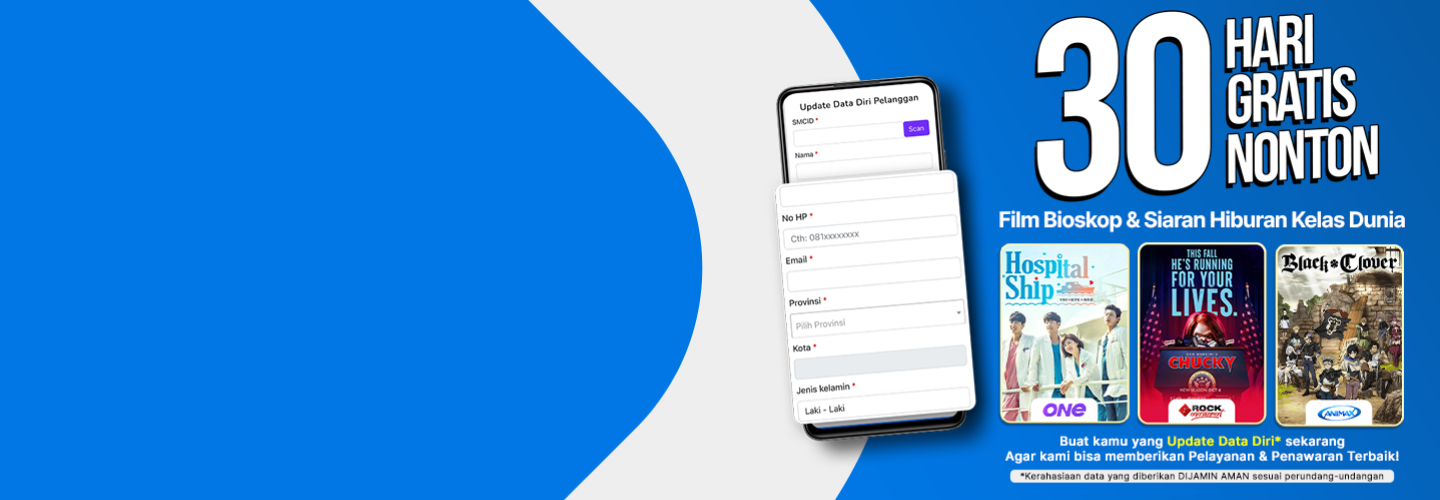 Update Data Diri Pelanggan
SMCID *
Scan
Nama *
No HP *
Cth: 081xxxxxxxx
Email *
Provinsi *
Pilih Provinsi
Kota *
Jenis kelamin *
Laki - Laki
30 HARI
GRATIS
NONTON
Film Bioskop & Siaran Hiburan Kelas Dunia
Hospital
Ship
ONE
THIS FALL
HE'S RUNNING
FOR YOUR
LIVES.
CHUCKY
ROCK
entertainment
Black Clover
ANIMAX
Buat kamu yang Update Data Diri* sekarang
Agar kami bisa memberikan Pelayanan & Penawaran Terbaik!
*Kerahasiaan data yang diberikan DIJAMIN AMAN sesuai perundang-undangan